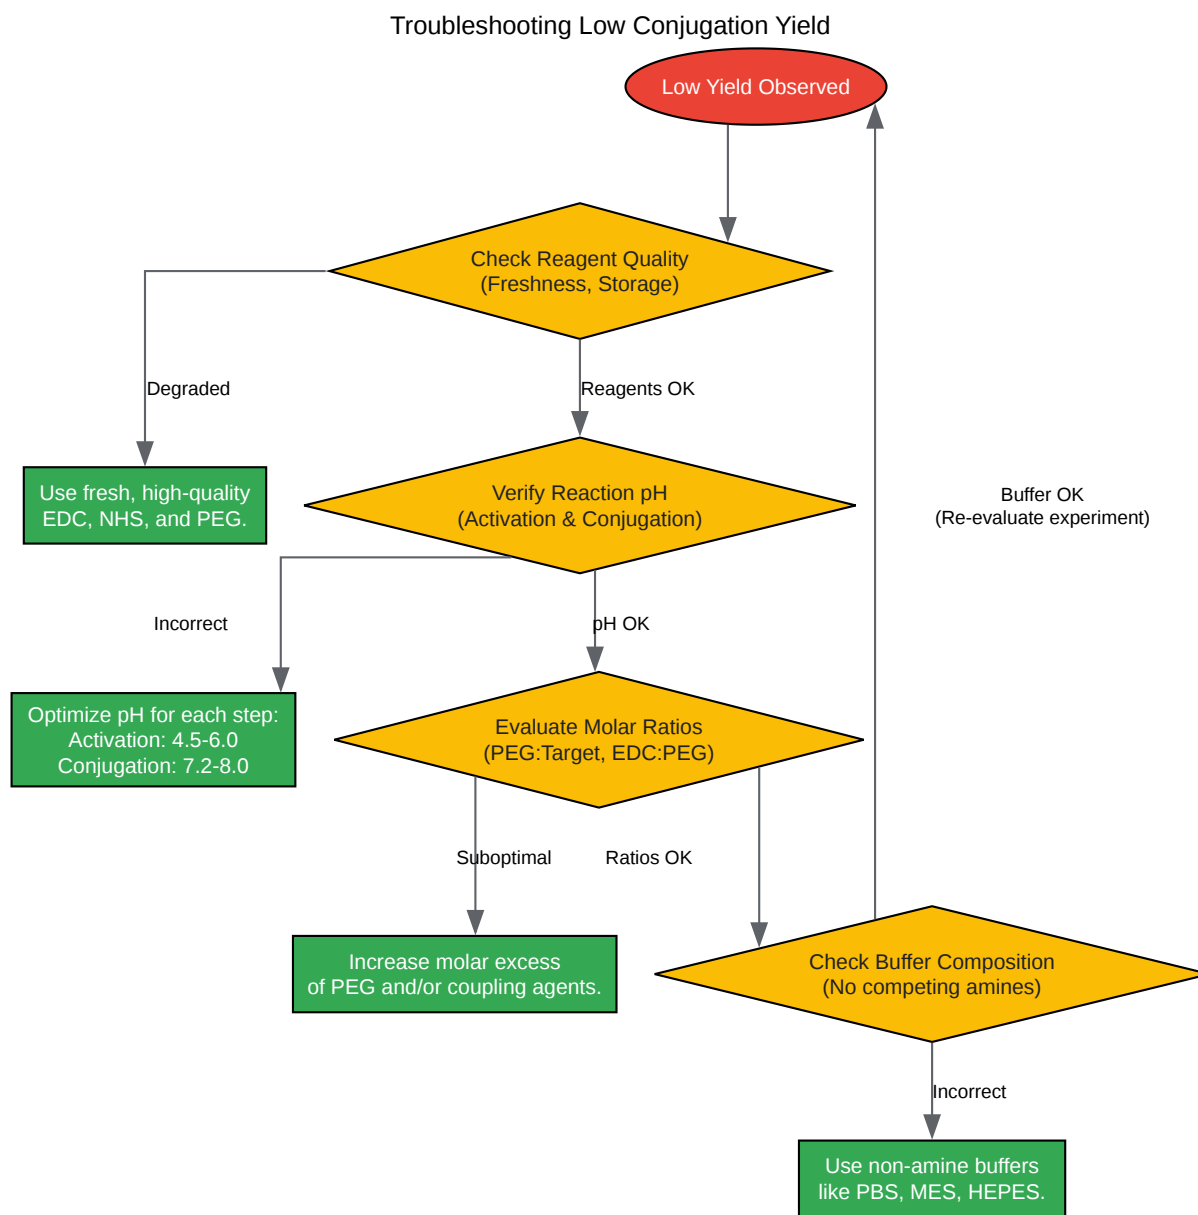 Troubleshooting Low Conjugation Yield
Low Yield Observed
Check Reagent Quality
(Freshness, Storage)
Degraded
Reagents OK
Use fresh, high-quality
EDC, NHS, and PEG.
Verify Reaction pH
(Activation & Conjugation)
Buffer OK
(Re-evaluate experiment)
Incorrect
pH OK
Optimize pH for each step:
Activation: 4.5-6.0
Conjugation: 7.2-8.0
Evaluate Molar Ratios
(PEG:Target, EDC:PEG)
Suboptimal
Ratios OK
Increase molar excess
of PEG and/or coupling agents.
Check Buffer Composition
(No competing amines)
Incorrect
Use non-amine buffers
like PBS, MES, HEPES.